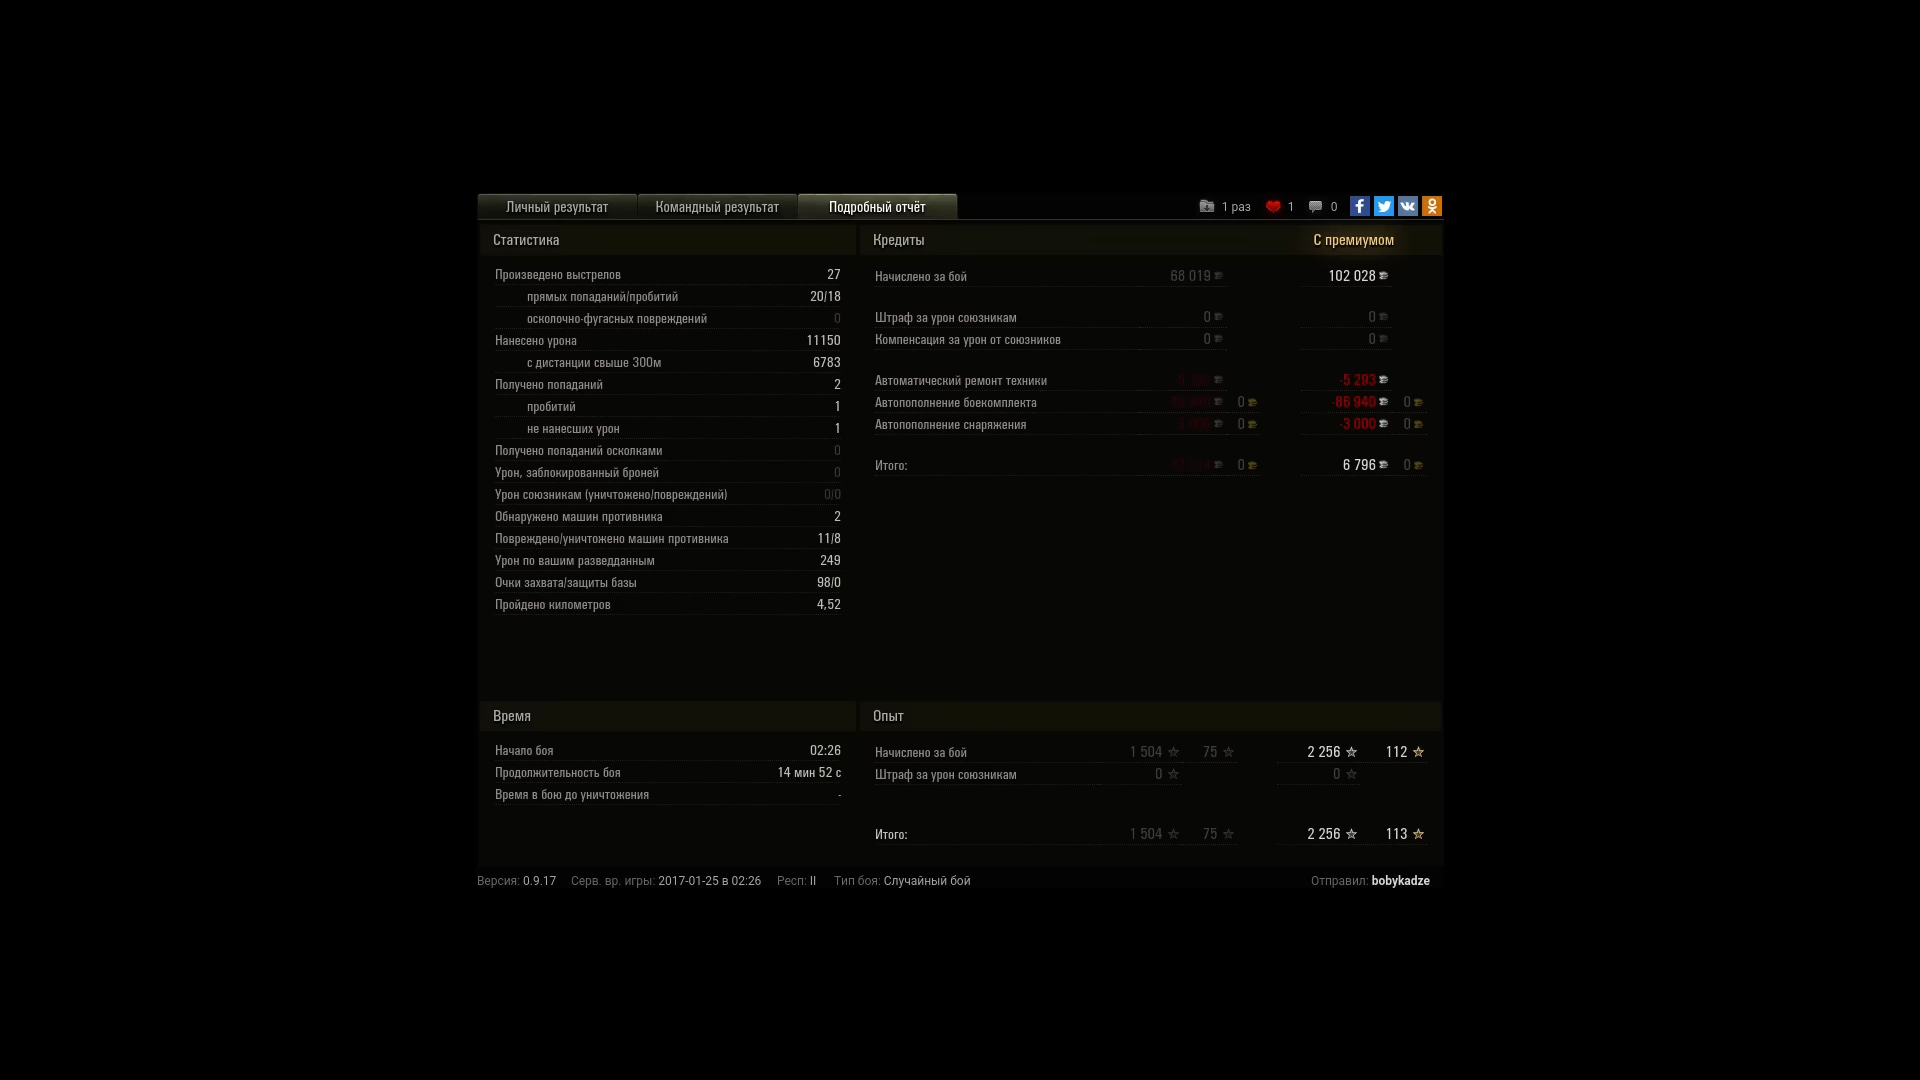 Личный результат Командный результат Подробный отчёт 1 раз 1 0
Статистика
Произведено выстрелов 27
прямых попаданий/пробитий 20/18
осколочно-фугасных повреждений 0
Нанесено урона 11150
с дистанции свыше 300м 6783
Получено попаданий 2
пробитий 1
не нанесших урон 1
Получено попаданий осколками 0
Урон, заблокированный броней 0
Урон союзникам (уничтожено/повреждений) 0/0
Обнаружено машин противника 2
Повреждено/уничтожено машин противника 11/8
Урон по вашим разведданным 249
Очки захвата/защиты базы 98/0
Пройдено километров 4,52
Кредиты С премиумом
Начислено за бой 68 019 102 028
Штраф за урон союзникам 0 0
Компенсация за урон от союзников 0 0
Автоматический ремонт техники -5 293
Автопополнение боекомплекта 0 -86 940 0
Автопополнение снаряжения 0 -3 000 0
Итого: 0 6 796 0
Время
Начало боя 02:26
Продолжительность боя 14 мин 52 с
Время в бою до уничтожения -
Опыт
Начислено за бой 1 504 75 2 256 112
Штраф за урон союзникам 0 0
Итого: 1 504 75 2 256 113
Версия: 0.9.17 Серв. вр. игры: 2017-01-25 в 02:26 Респ: II Тип боя: Случайный бой Отправил: bobykadze